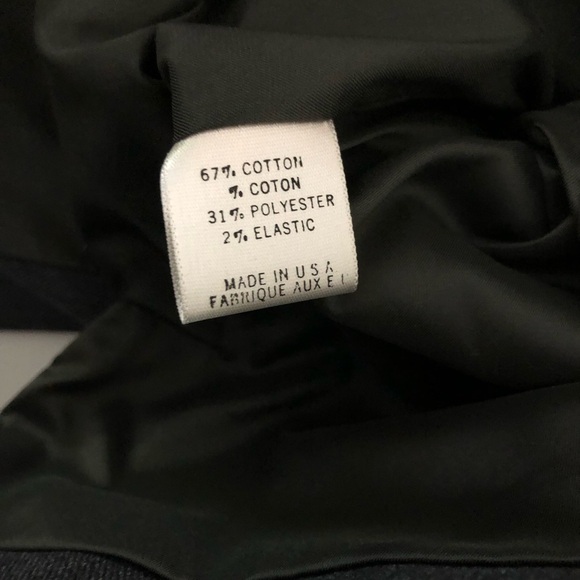 67% COTTON
% COTON
31% POLYESTER
2% ELASTIC
MADE IN U S A
FABRIQUE AUX E